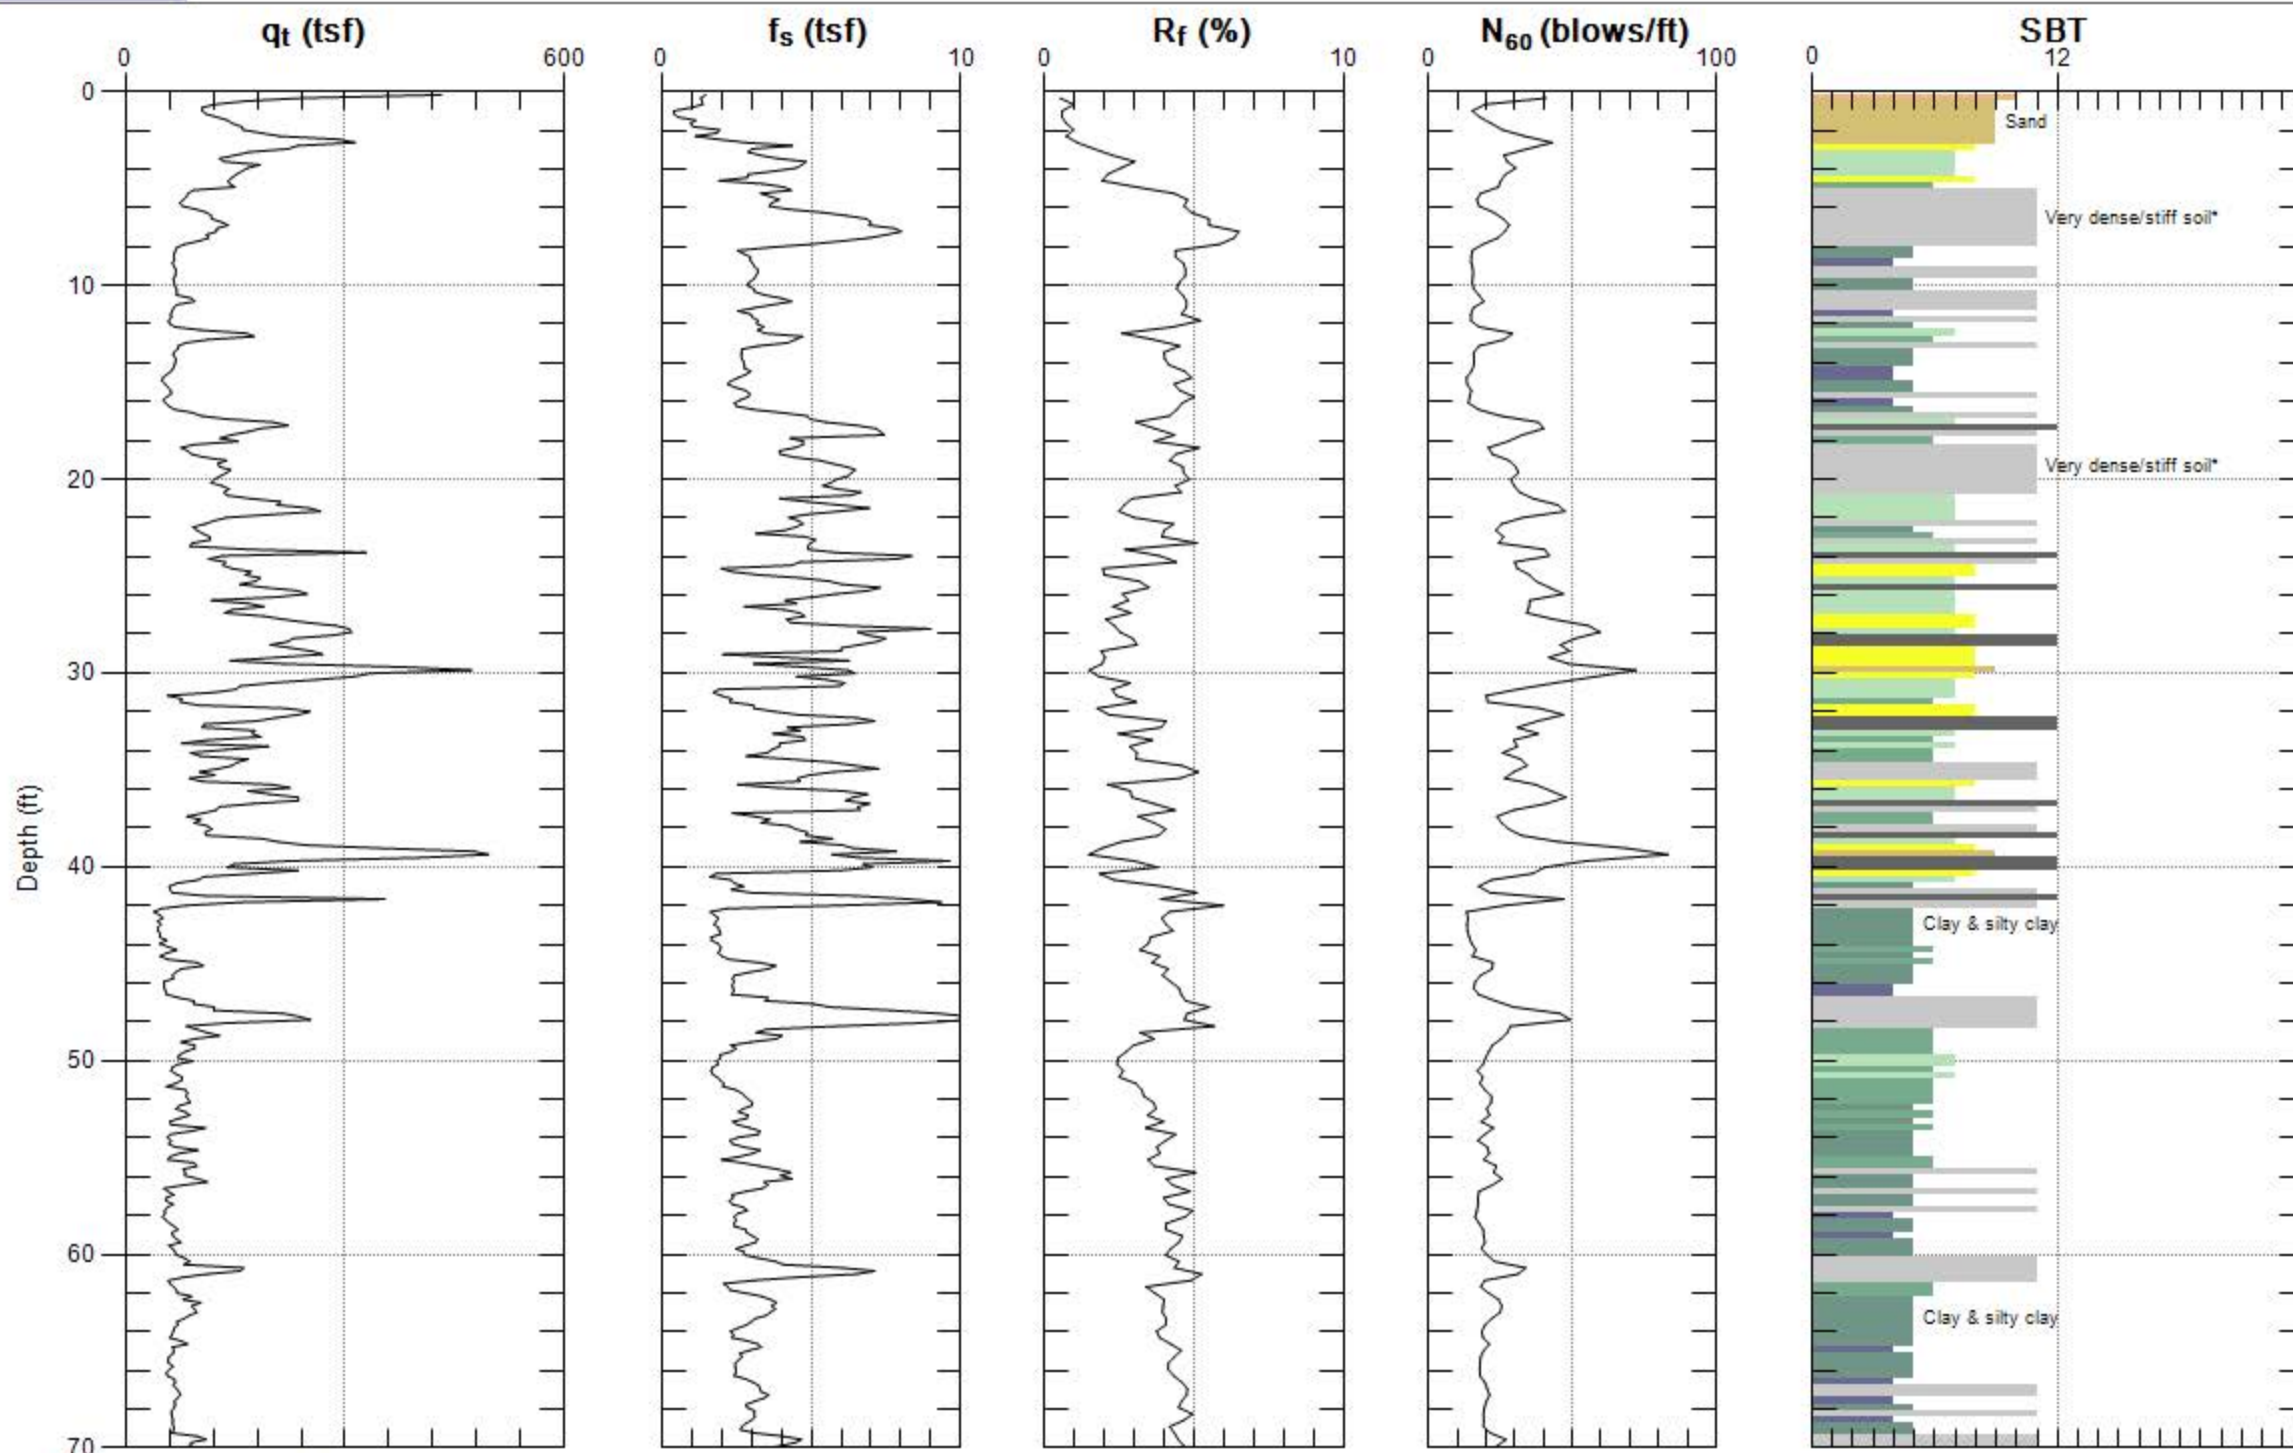 qt (tsf) fs (tsf) Rf (%) N60 (blows/ft) SBT
0 600 0 10 0 10 0 100 0 12
0
Sand
Very dense/stiff soil*
10
Very dense/stiff soil*
20
30
Depth (ft)
40
Clay & silty clay
50
60
Clay & silty clay
70